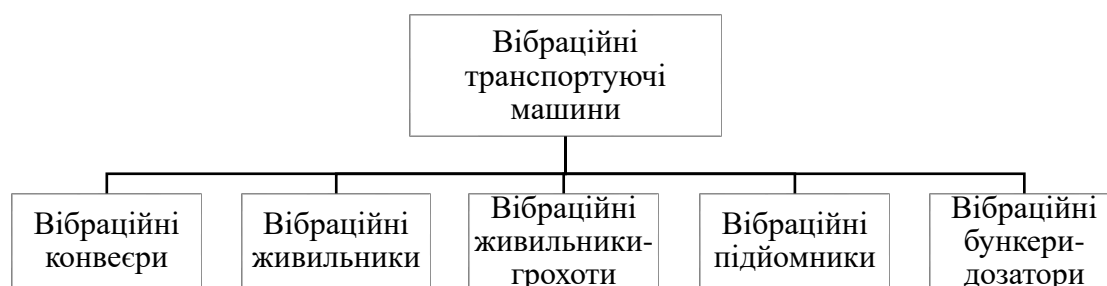 Вібраційні
транспортуючі
машини
Вібраційні
конвеєри
Вібраційні
живильники
Вібраційні
живильники-
грохоти
Вібраційні
підйомники
Вібраційні
бункери-
дозатори